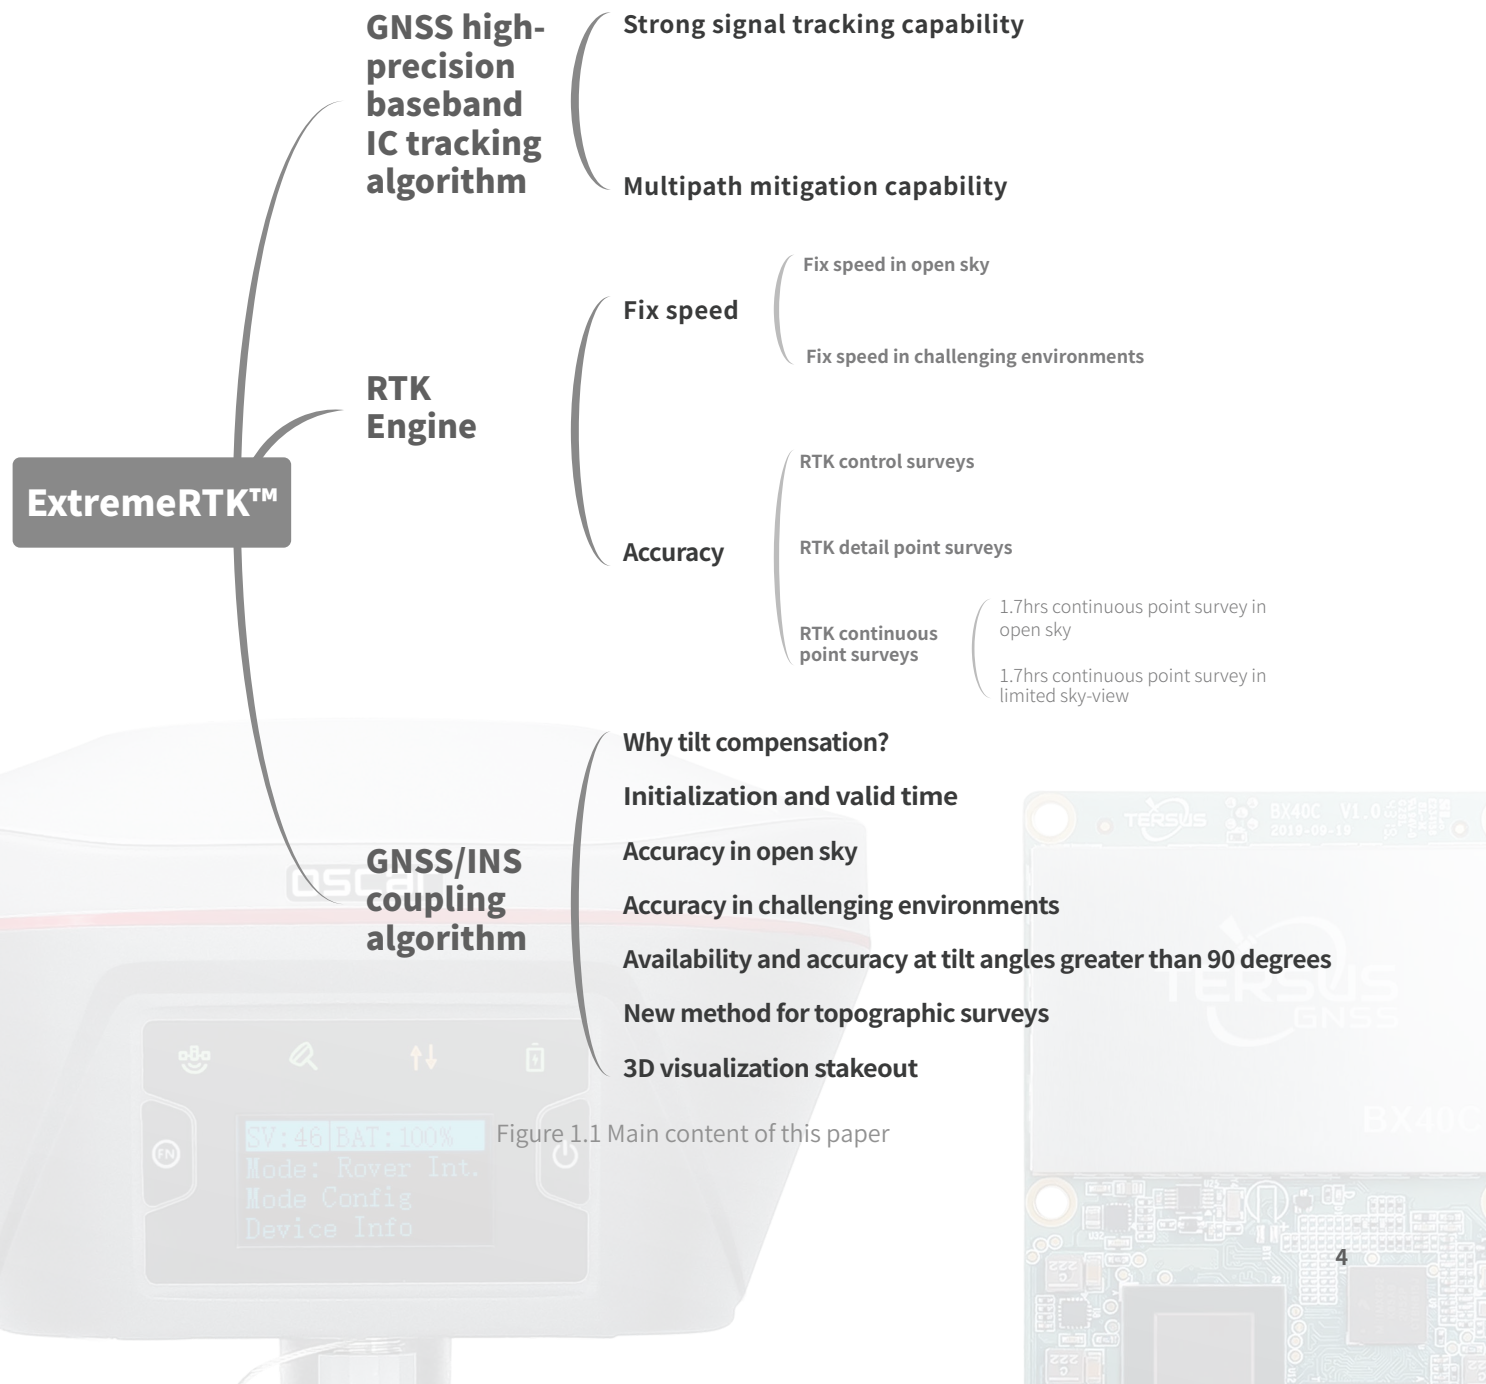 GNSS high-
precision
baseband
IC tracking
algorithm
Strong signal tracking capability
Multipath mitigation capability
RTK
Engine
Fix speed
Fix speed in open sky
Fix speed in challenging environments
ExtremeRTK™
Accuracy
RTK control surveys
RTK detail point surveys
RTK continuous
point surveys
1.7hrs continuous point survey in
open sky
1.7hrs continuous point survey in
limited sky-view
GNSS/INS
coupling
algorithm
Why tilt compensation?
Initialization and valid time
Accuracy in open sky
Accuracy in challenging environments
Availability and accuracy at tilt angles greater than 90 degrees
New method for topographic surveys
3D visualization stakeout
Figure 1.1 Main content of this paper
oscar
FN
SV:46 BAT:100%
Mode: Rover Int.
Mode Config
Device Info
TERSUS
BX40C V1.0
2019-09-19
TERSUS
GNSS
BX40C
4